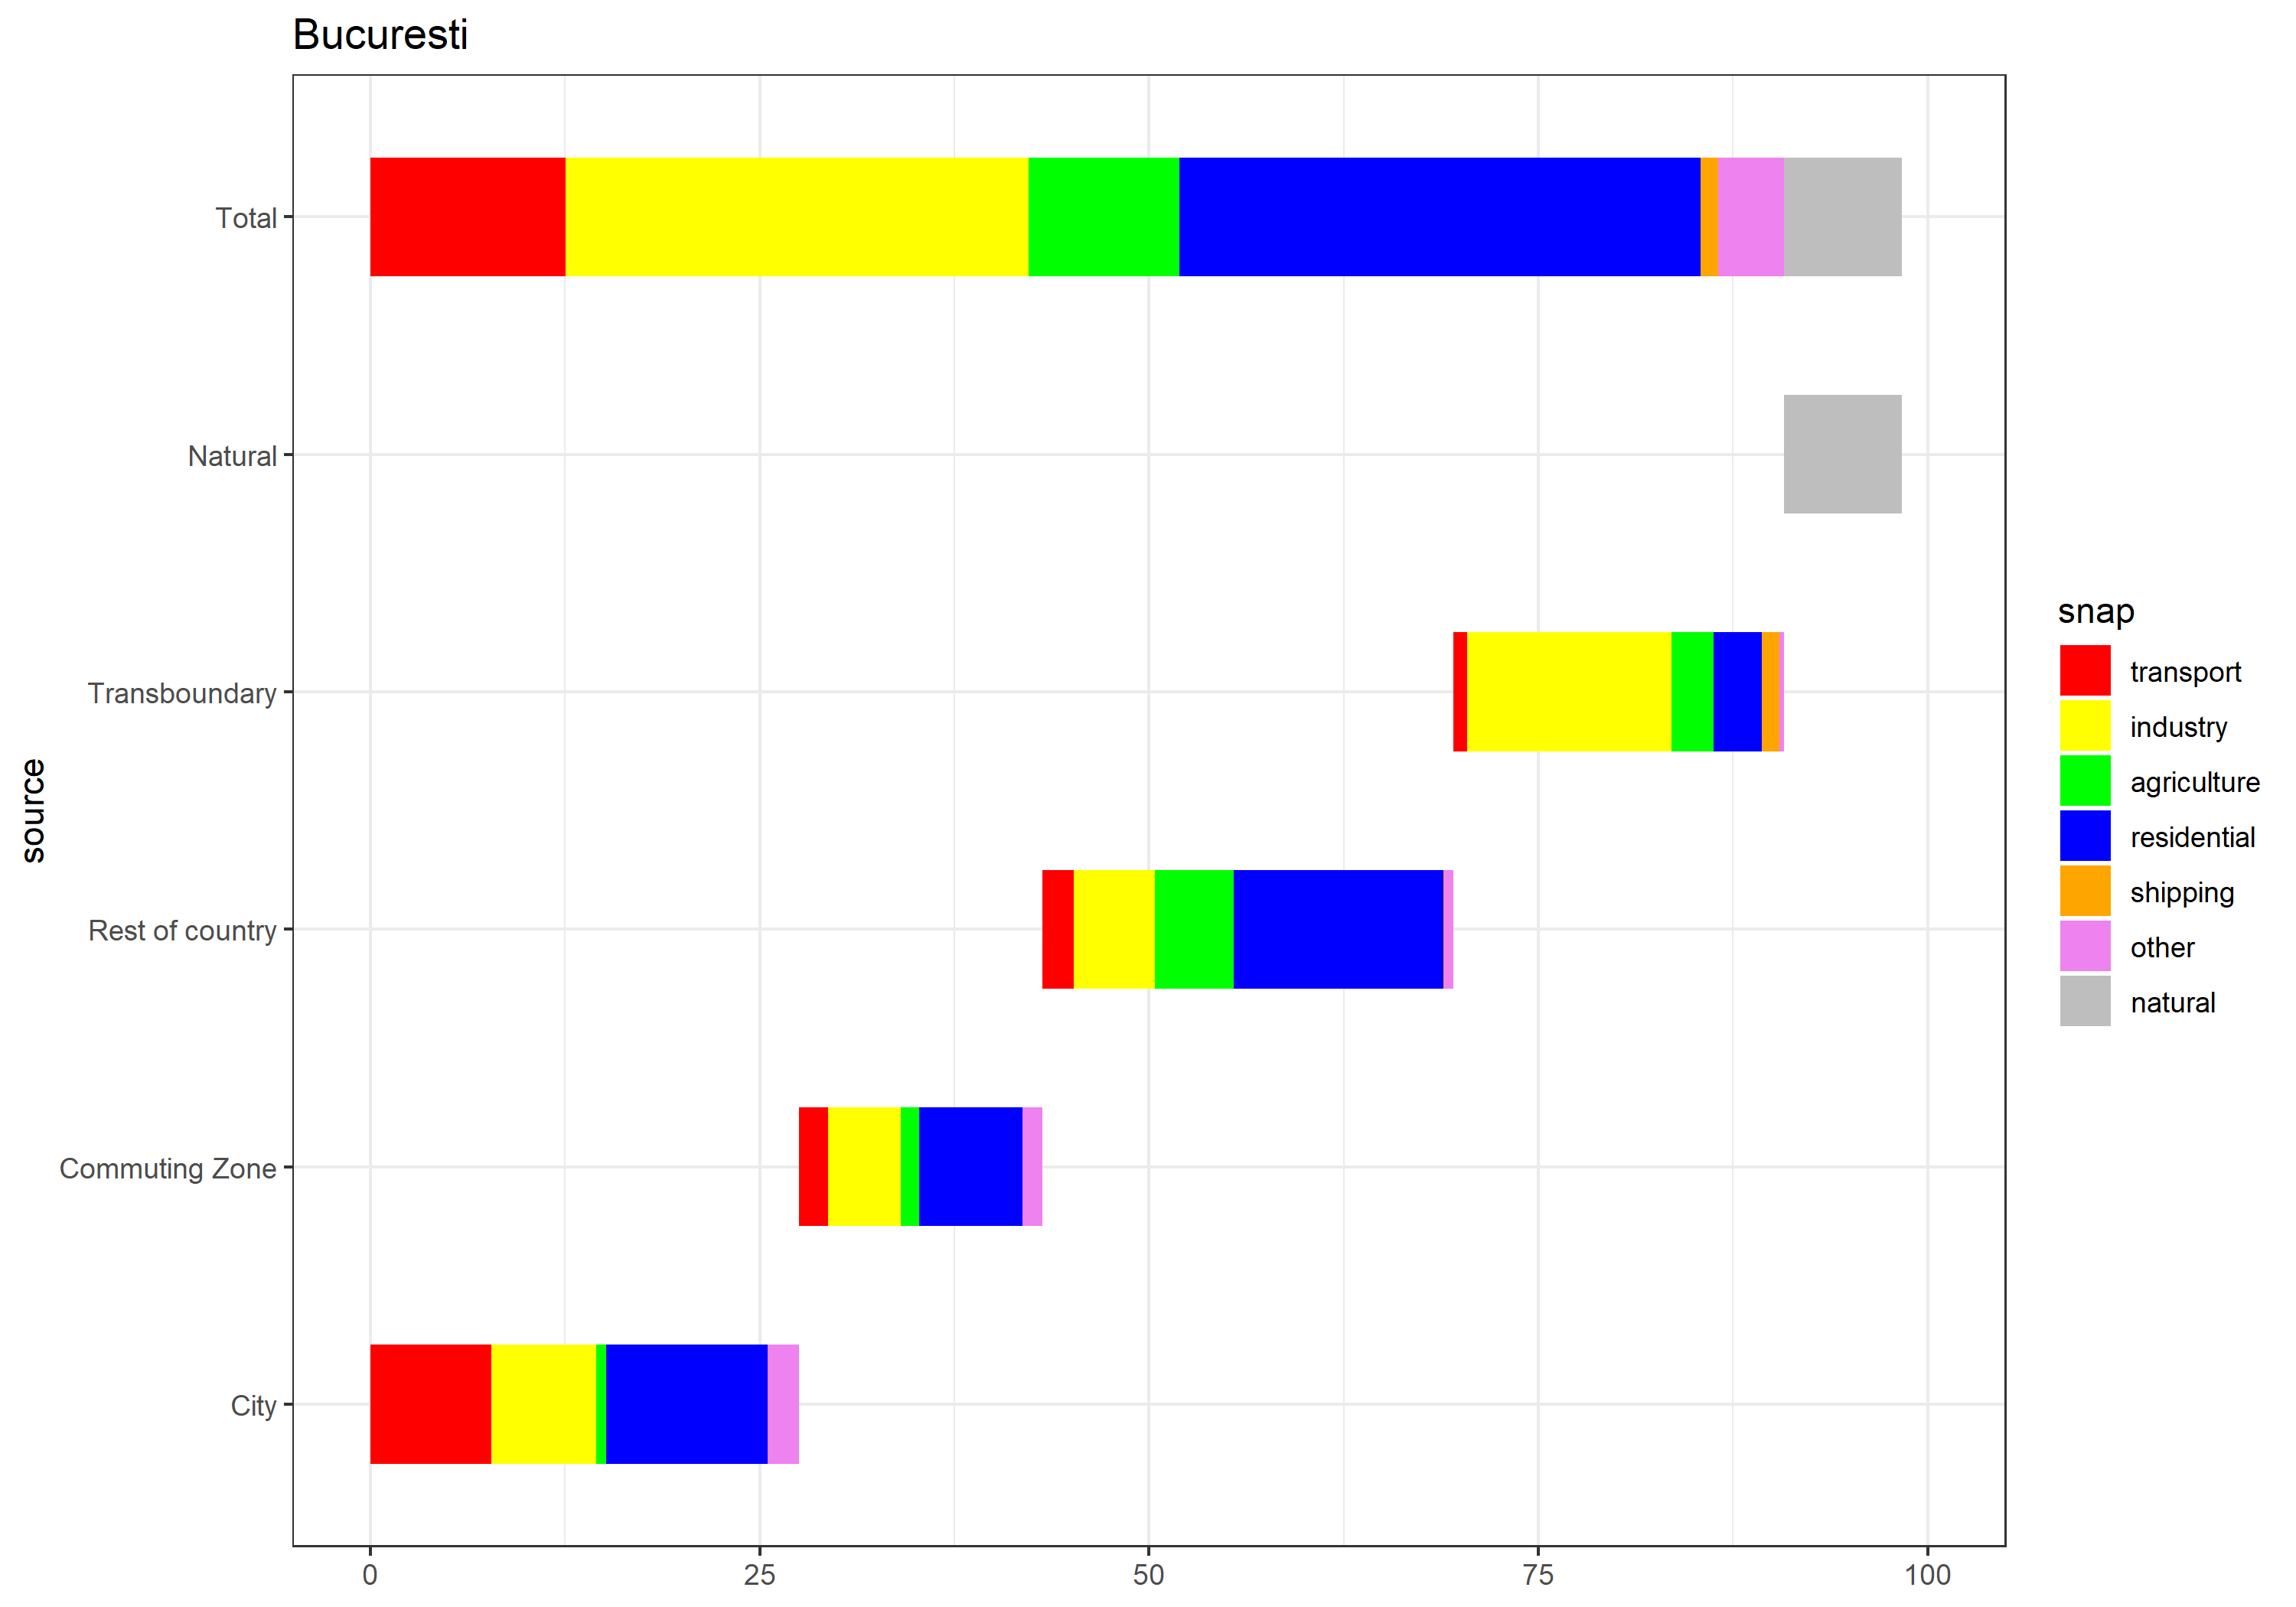 Bucuresti
Total
Natural
Transboundary
Rest of country
Commuting Zone
City
source
0 25 50 75 100
snap
transport
industry
agriculture
residential
shipping
other
natural